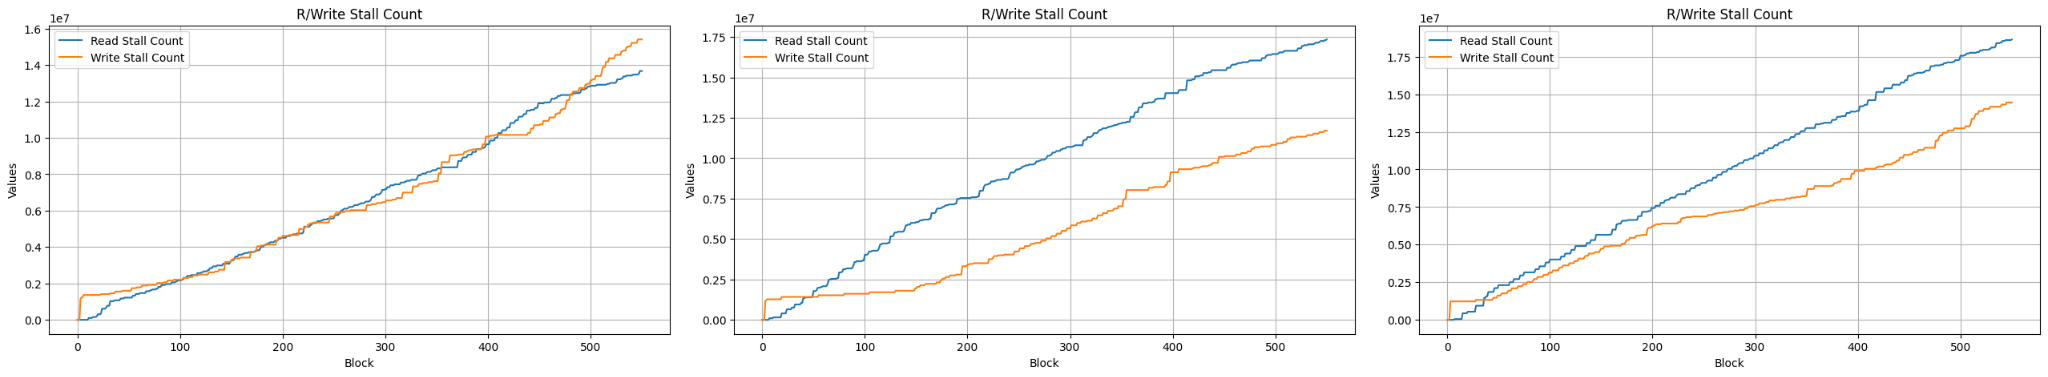 R/Write Stall Count
1e7
Read Stall Count
Write Stall Count
1.6
1.4
1.2
1.0
0.8
0.6
0.4
0.2
0.0
Values
0 100 200 300 400 500
Block
R/Write Stall Count
1e7
Read Stall Count
Write Stall Count
1.75
1.50
1.25
1.00
0.75
0.50
0.25
0.00
Values
0 100 200 300 400 500
Block
R/Write Stall Count
1e7
Read Stall Count
Write Stall Count
1.75
1.50
1.25
1.00
0.75
0.50
0.25
0.00
Values
0 100 200 300 400 500
Block